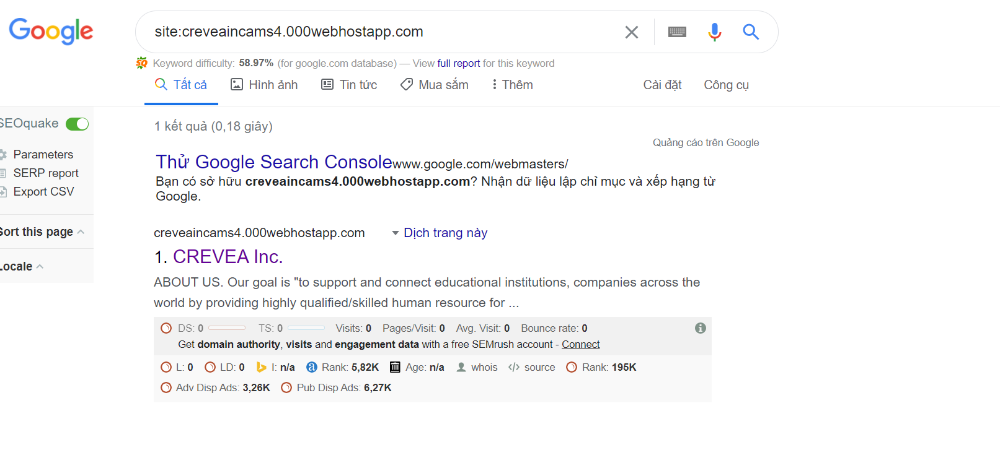 Google
site:creveaincams4.000webhostapp.com
SQ Keyword difficulty: 58.97% (for google.com database) — View full report for this keyword
Tất cả Hình ảnh Tin tức Mua sắm Thêm Cài đặt Công cụ
SEOquake
Parameters
SERP report
Export CSV
Sort this page
Locale
1 kết quả (0,18 giây)
Quảng cáo trên Google
Thử Google Search Console www.google.com/webmasters/
Bạn có sở hữu creveaincams4.000webhostapp.com? Nhận dữ liệu lập chỉ mục và xếp hạng từ
Google.
creveaincams4.000webhostapp.com Dịch trang này
1. CREVEA Inc.
ABOUT US. Our goal is "to support and connect educational institutions, companies across the
world by providing highly qualified/skilled human resource for ...
DS: 0 TS: 0 Visits: 0 Pages/Visit: 0 Avg. Visit: 0 Bounce rate: 0
Get domain authority, visits and engagement data with a free SEMrush account - Connect
L: 0 LD: 0 I: n/a Rank: 5,82K Age: n/a whois source Rank: 195K
Adv Disp Ads: 3,26K Pub Disp Ads: 6,27K